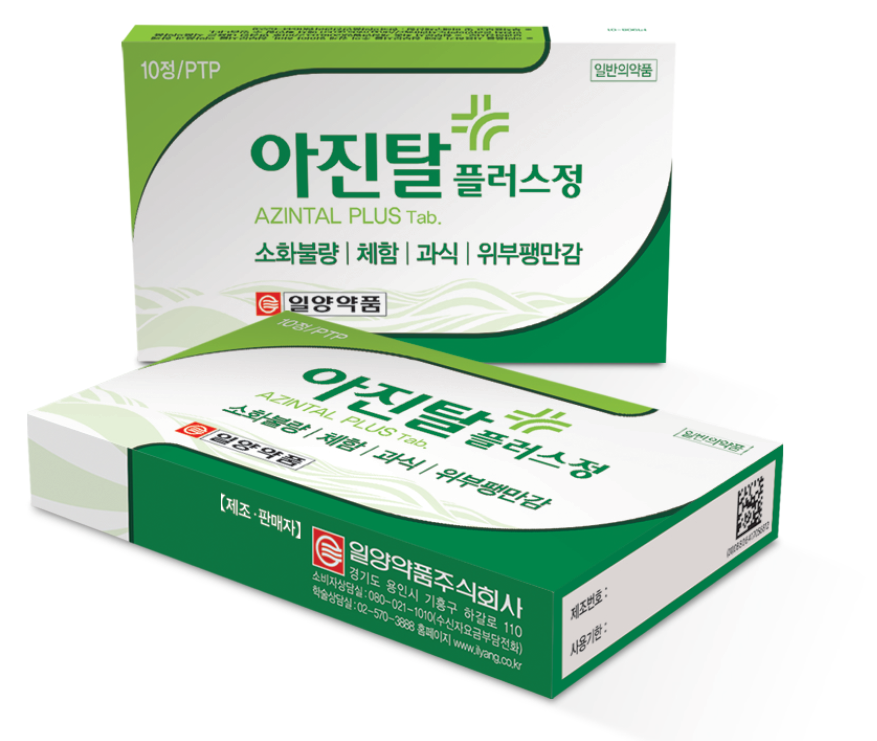 10정/PTP
일반의약품
아진탈 플러스정
AZINTAL PLUS Tab.
소화불량 | 체함 | 과식 | 위부팽만감
일양약품
10정/PTP
아진탈 플러스정
AZINTAL PLUS Tab.
소화불량 | 체함 | 과식 | 위부팽만감
일양약품
일반의약품
【제조·판매자】
일양약품주식회사
경기도 용인시 기흥구 하갈로 110
소비자상담실 : 080-021-1010(수신자요금부담전화)
학술상담실 : 02-570-3888 홈페이지 www.ilyang.co.kr
제조번호 :
사용기한 :